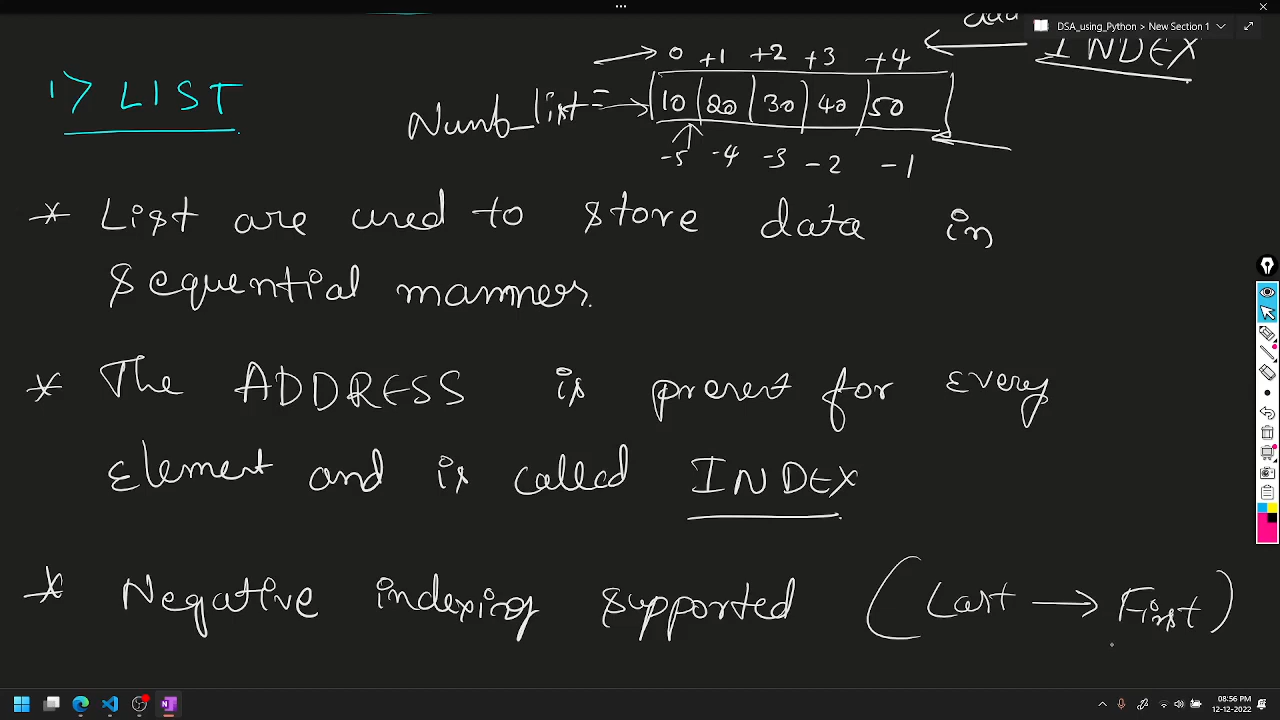 DSA_using_Python > New Section 1
INDEX
0 +1 +2 +3 +4
1> LIST
Numb_list = 10 20 30 40 50
-5 -4 -3 -2 -1
* List are used to store data in
sequential manners.
* The ADDRESS is present for every
element and is called INDEX
* Negative indexing supported (Last → First)
08:56 PM
12-12-2022